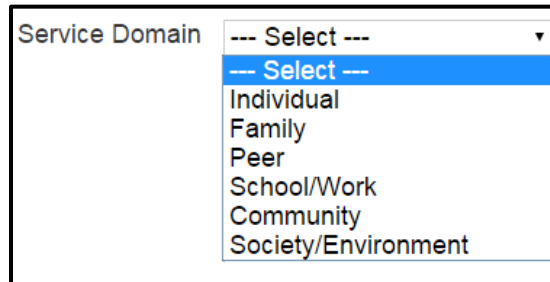 Service Domain --- Select ---
--- Select ---
Individual
Family
Peer
School/Work
Community
Society/Environment